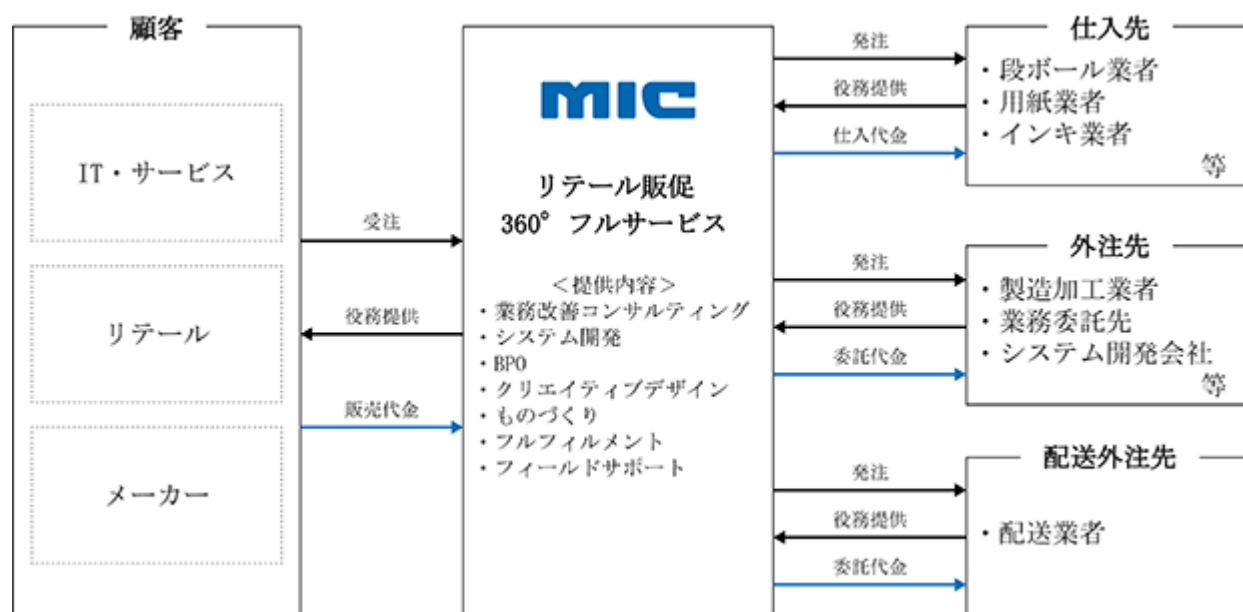 顧客
IT・サービス
リテール
メーカー
受注
役務提供
販売代金
MIC
リテール販促
360°フルサービス
＜提供内容＞
・業務改善コンサルティング
・システム開発
・BPO
・クリエイティブデザイン
・ものづくり
・フルフィルメント
・フィールドサポート
発注
役務提供
仕入代金
仕入先
・段ボール業者
・用紙業者
・インキ業者
等
発注
役務提供
委託代金
外注先
・製造加工業者
・業務委託先
・システム開発会社
等
発注
役務提供
委託代金
配送外注先
・配送業者